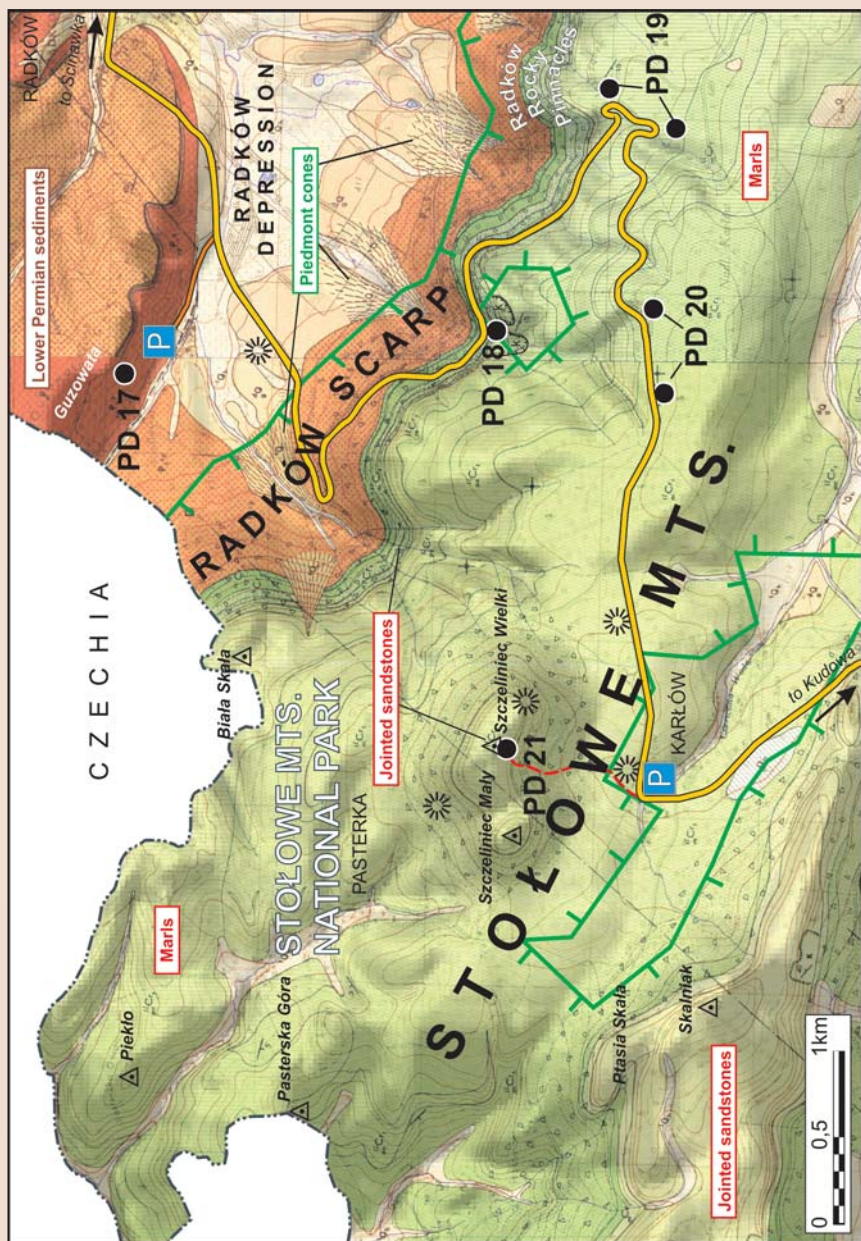 CZECHIA
Lower Permian sediments
Guzowata
PD 17
P
RADKÓW
to Ścinawka
RADKÓW
DEPRESSION
Piedmont cones
RADKÓW SCARP
Radków
Rocky
Pinnacles
PD 18
PD 19
PD 20
Marls
Biała Skała
Jointed sandstones
STOŁOWE MTS.
NATIONAL PARK
PASTERKA
Szczeliniec Wielki
Szczeliniec Mały
PD 21
STOŁOWE MTS.
Marls
Piekło
Pasterska Góra
KARŁÓW
P
to Kudowa
Ptasia Skała
Skalniak
Jointed sandstones
0 0,5 1km